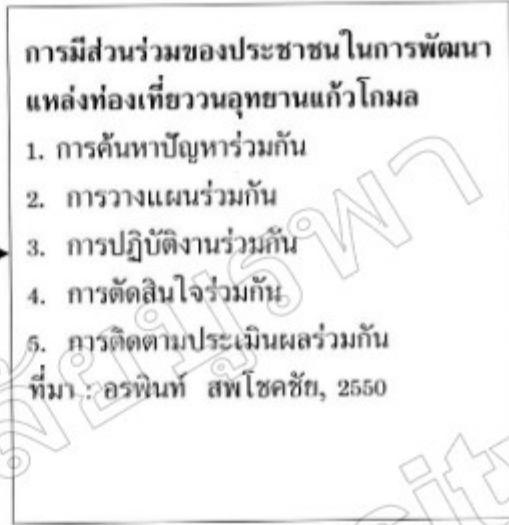 การมีส่วนร่วมของประชาชนในการพัฒนา
แหล่งท่องเที่ยววนอุทยานแก้วโกมล
1. การค้นหาปัญหาร่วมกัน
2. การวางแผนร่วมกัน
3. การปฏิบัติงานร่วมกัน
4. การตัดสินใจร่วมกัน
5. การติดตามประเมินผลร่วมกัน
ที่มา : อรพินท์ สพโชคชัย, 2550